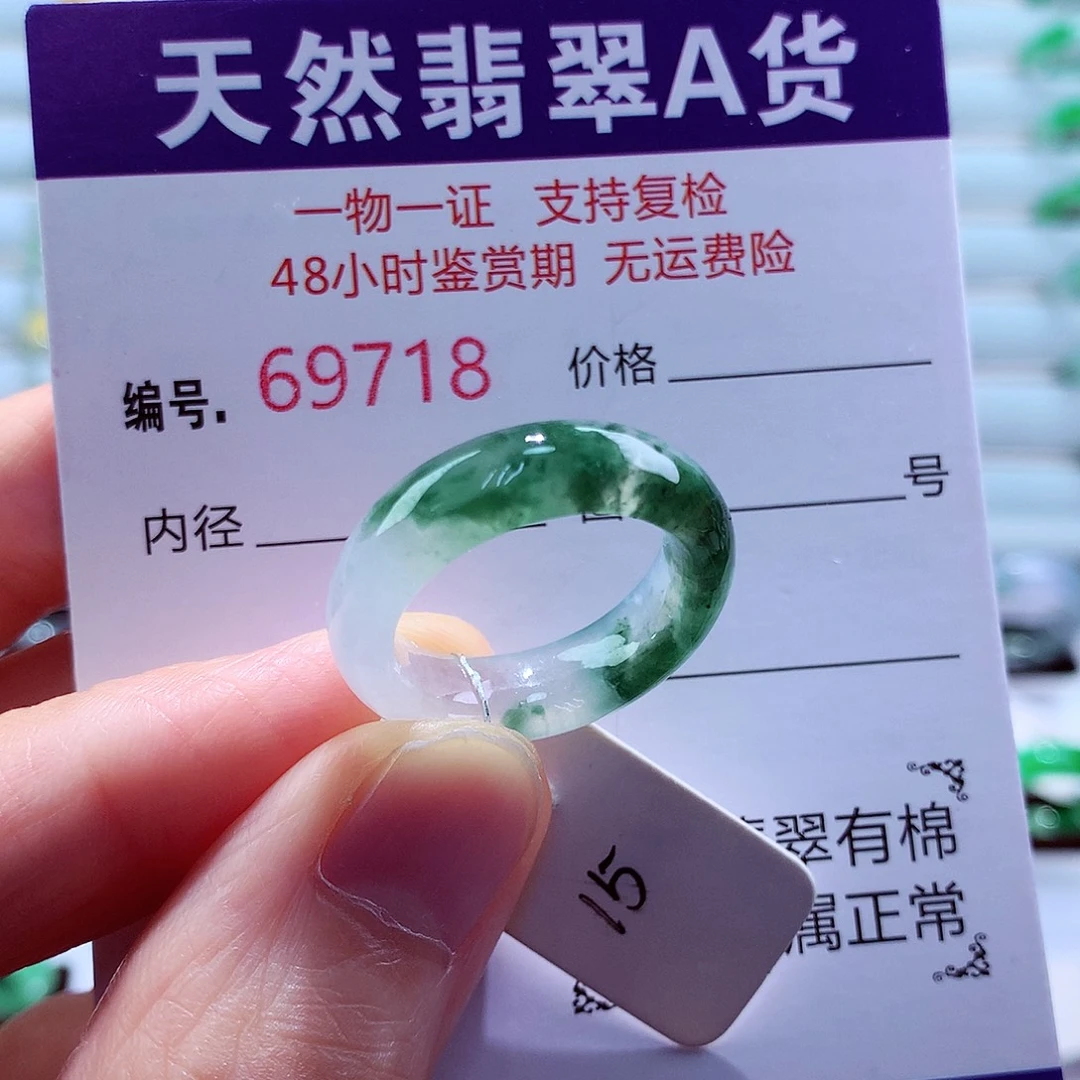 天然翡翠A货
一物一证 支持复检
48小时鉴赏期 无运费险
编号. 69718 价格
内径 号
15
翠有棉
属正常